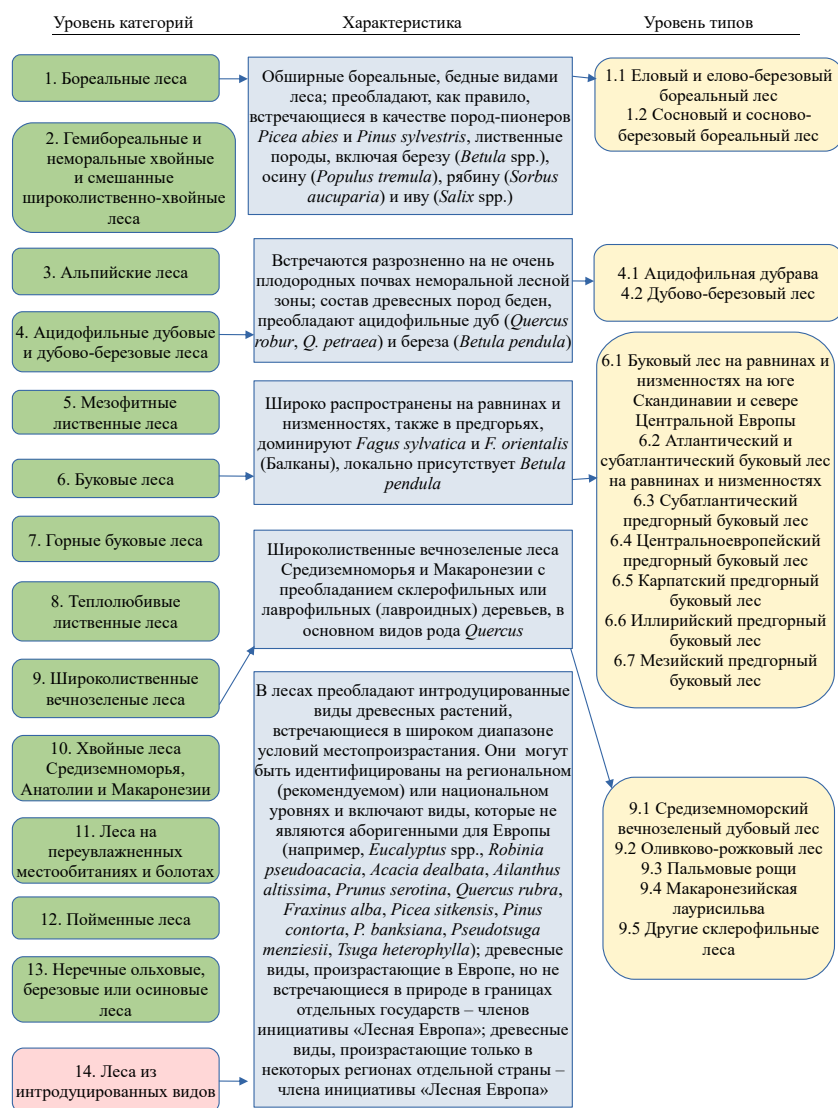 Уровень категорий
Характеристика
Уровень типов
1. Бореальные леса
2. Гемибореальные и
неморальные хвойные
и смешанные
широколиственно-хвойные
леса
3. Альпийские леса
4. Ацидофильные дубовые
и дубово-березовые леса
5. Мезофитные
лиственные леса
6. Буковые леса
7. Горные буковые леса
8. Теплолюбивые
лиственные леса
9. Широколиственные
вечнозеленые леса
10. Хвойные леса
Средиземноморья,
Анатолии и Макаронезии
11. Леса на
переувлажненных
местообитаниях и болотах
12. Пойменные леса
13. Неречные ольховые,
березовые или осиновые
леса
14. Леса из
интродуцированных видов
Обширные бореальные, бедные видами
леса; преобладают, как правило,
встречающиеся в качестве пород-пионеров
Picea abies и Pinus sylvestris, лиственные
породы, включая березу (Betula spp.),
осину (Populus tremula), рябину (Sorbus
aucuparia) и иву (Salix spp.)
Встречаются разрозненно на не очень
плодородных почвах неморальной лесной
зоны; состав древесных пород беден,
преобладают ацидофильные дуб (Quercus
robur, Q. petraea) и береза (Betula pendula)
Широко распространены на равнинах и
низменностях, также в предгорьях,
доминируют Fagus sylvatica и F. orientalis
(Балканы), локально присутствует Betula
pendula
Широколиственные вечнозеленые леса
Средиземноморья и Макаронезии с
преобладанием склерофильных или
лаврофильных (лавроидных) деревьев, в
основном видов рода Quercus
В лесах преобладают интродуцированные
виды древесных растений,
встречающиеся в широком диапазоне
условий местопроизрастания. Они могут
быть идентифицированы на региональном
(рекомендуемом) или национальном
уровнях и включают виды, которые не
являются аборигенными для Европы
(например, Eucalyptus spp., Robinia
pseudoacacia, Acacia dealbata, Ailanthus
altissima, Prunus serotina, Quercus rubra,
Fraxinus alba, Picea sitkensis, Pinus
contorta, P. banksiana, Pseudotsuga
menziesii, Tsuga heterophylla); древесные
виды, произрастающие в Европе, но не
встречающиеся в природе в границах
отдельных государств – членов
инициативы «Лесная Европа»; древесные
виды, произрастающие только в
некоторых регионах отдельной страны –
члена инициативы «Лесная Европа»
1.1 Еловый и елово-березовый
бореальный лес
1.2 Сосновый и сосново-
березовый бореальный лес
4.1 Ацидофильная дубрава
4.2 Дубово-березовый лес
6.1 Буковый лес на равнинах и
низменностях на юге
Скандинавии и севере
Центральной Европы
6.2 Атлантический и
субатлантический буковый лес
на равнинах и низменностях
6.3 Субатлантический
предгорный буковый лес
6.4 Центральноевропейский
предгорный буковый лес
6.5 Карпатский предгорный
буковый лес
6.6 Иллирийский предгорный
буковый лес
6.7 Мезийский предгорный
буковый лес
9.1 Средиземноморский
вечнозеленый дубовый лес
9.2 Оливково-рожковый лес
9.3 Пальмовые рощи
9.4 Макаронезийская
лаурисильва
9.5 Другие склерофильные
леса